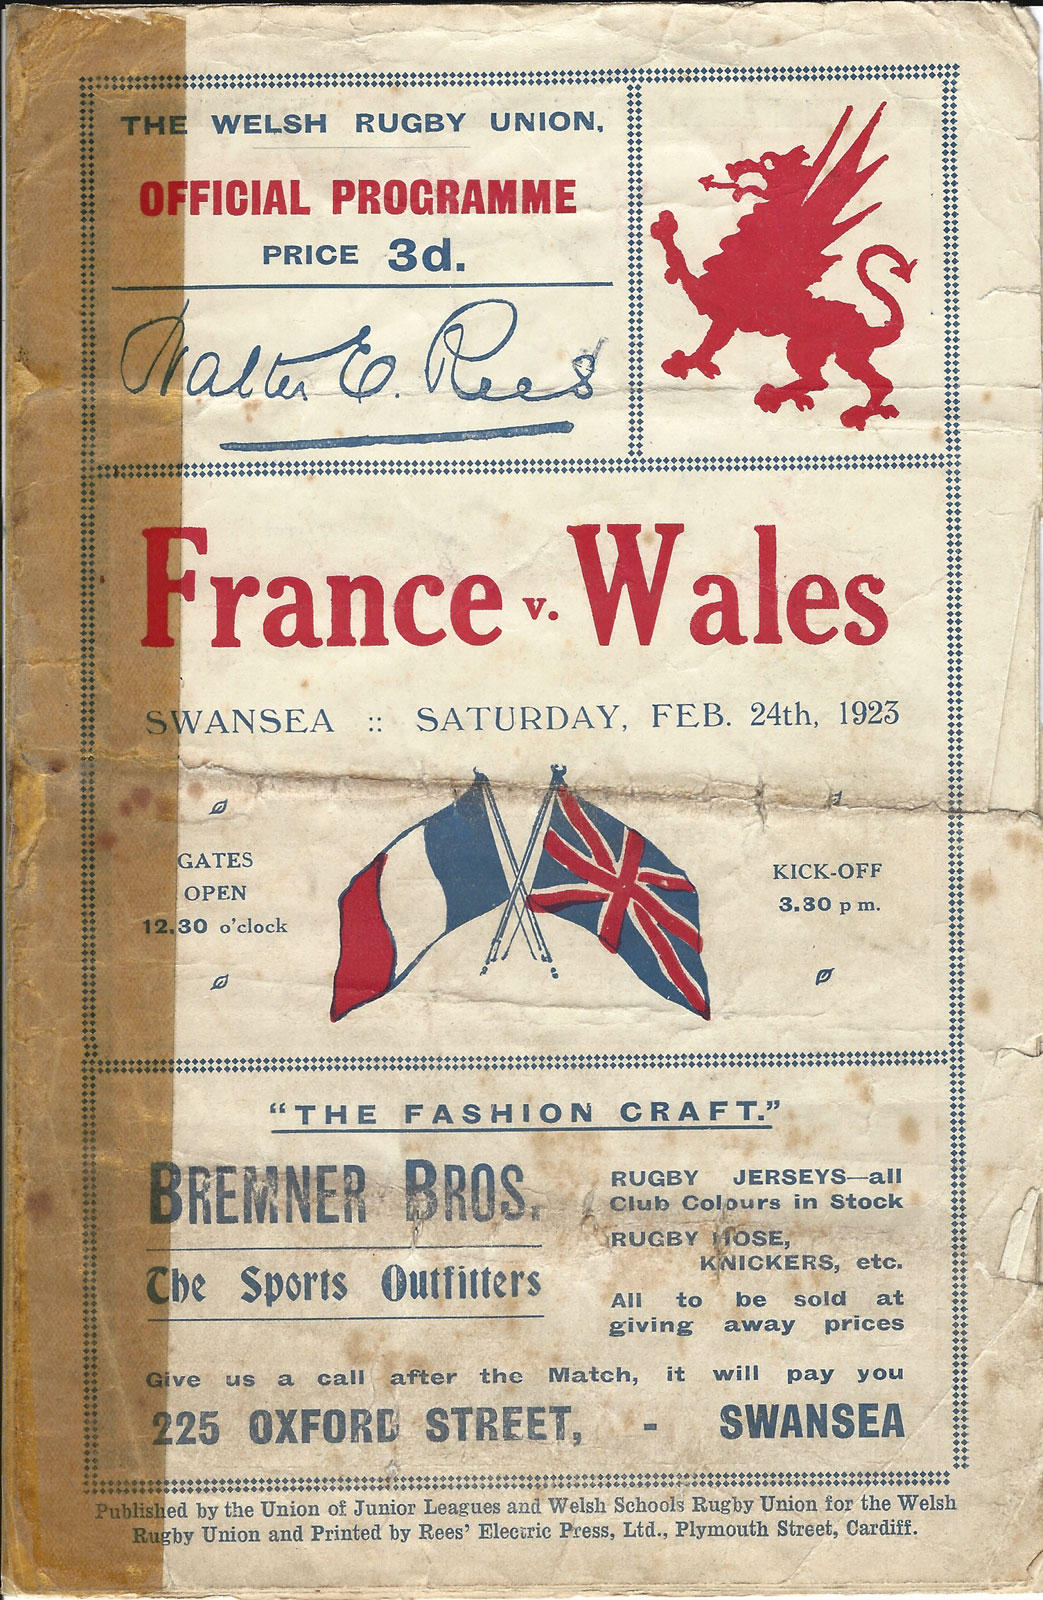 THE WELSH RUGBY UNION,
OFFICIAL PROGRAMME
PRICE 3d.
Walter E. Rees
France v. Wales
SWANSEA :: SATURDAY, FEB. 24th, 1923
GATES
OPEN
12.30 o'clock
KICK-OFF
3.30 p m.
"THE FASHION CRAFT."
BREMNER BROS.
The Sports Outfitters
RUGBY JERSEYS—all
Club Colours in Stock
RUGBY HOSE,
KNICKERS, etc.
All to be sold at
giving away prices
Give us a call after the Match, it will pay you
225 OXFORD STREET, - SWANSEA
Published by the Union of Junior Leagues and Welsh Schools Rugby Union for the Welsh
Rugby Union and Printed by Rees' Electric Press, Ltd., Plymouth Street, Cardiff.